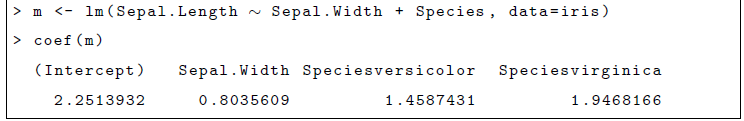 > m <- lm(Sepal.Length ∼ Sepal.Width + Species, data=iris)
> coef(m)
(Intercept) Sepal.Width Speciesversicolor Speciesvirginica
2.2513932 0.8035609 1.4587431 1.9468166